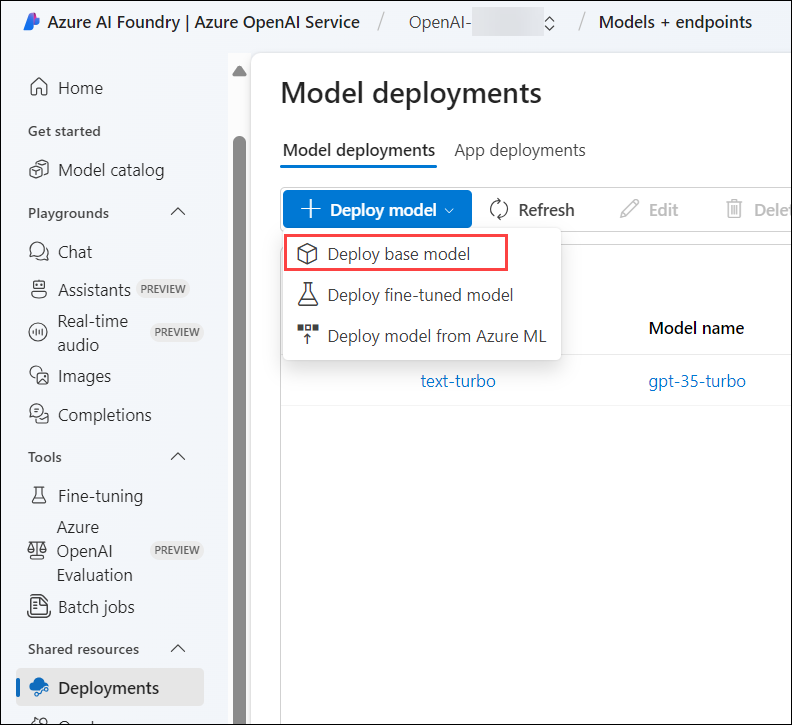 Azure AI Foundry | Azure OpenAI Service / OpenAI- / Models + endpoints
Home
Get started
Model catalog
Playgrounds
Chat
Assistants PREVIEW
Real-time
audio
PREVIEW
Images
Completions
Tools
Fine-tuning
Azure
OpenAI
Evaluation
PREVIEW
Batch jobs
Shared resources
Deployments
Model deployments
Model deployments App deployments
Deploy model Refresh Edit
Deploy base model
Deploy fine-tuned model
Deploy model from Azure ML
Model name
text-turbo gpt-35-turbo